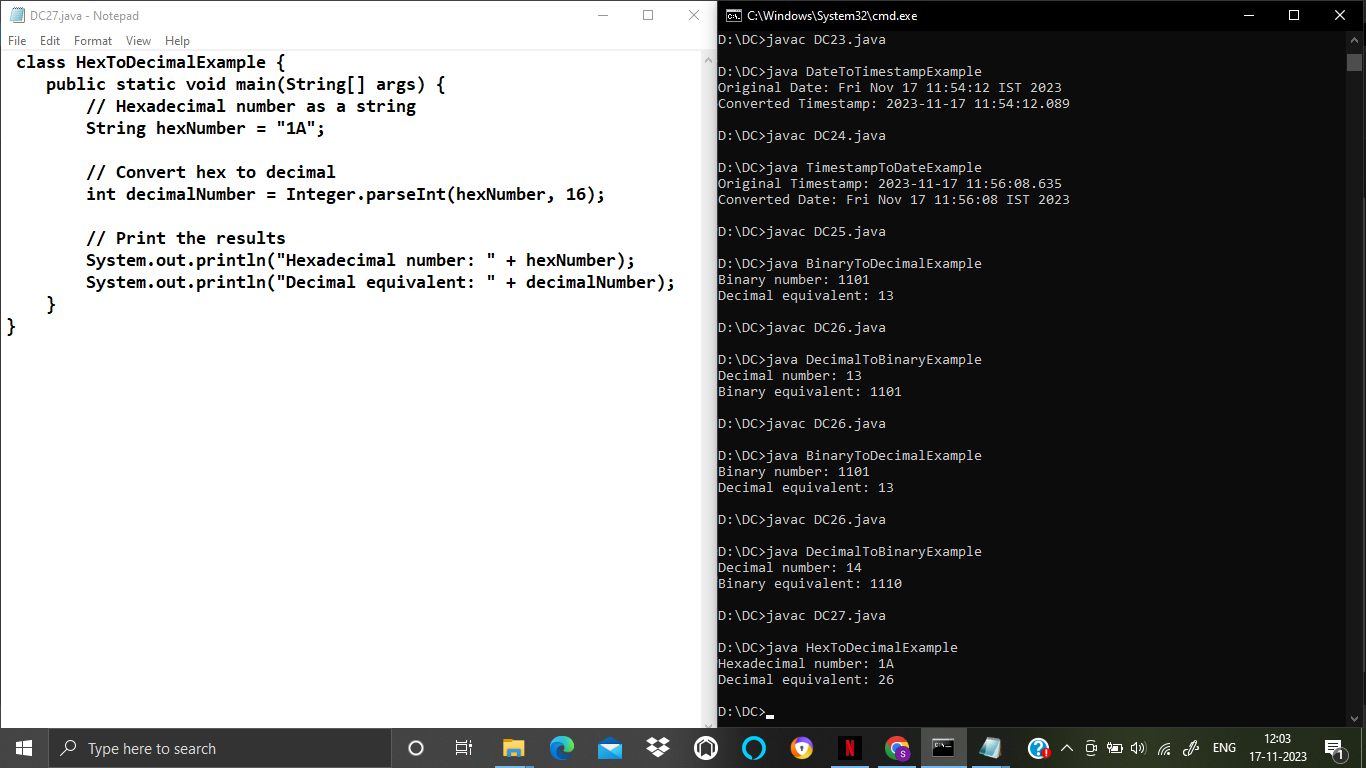 DC27.java - Notepad
File Edit Format View Help
class HexToDecimalExample {
public static void main(String[] args) {
// Hexadecimal number as a string
String hexNumber = "1A";
// Convert hex to decimal
int decimalNumber = Integer.parseInt(hexNumber, 16);
// Print the results
System.out.println("Hexadecimal number: " + hexNumber);
System.out.println("Decimal equivalent: " + decimalNumber);
}
}
C:\Windows\System32\cmd.exe
D:\DC>javac DC23.java
D:\DC>java DateToTimestampExample
Original Date: Fri Nov 17 11:54:12 IST 2023
Converted Timestamp: 2023-11-17 11:54:12.089
D:\DC>javac DC24.java
D:\DC>java TimestampToDateExample
Original Timestamp: 2023-11-17 11:56:08.635
Converted Date: Fri Nov 17 11:56:08 IST 2023
D:\DC>javac DC25.java
D:\DC>java BinaryToDecimalExample
Binary number: 1101
Decimal equivalent: 13
D:\DC>javac DC26.java
D:\DC>java DecimalToBinaryExample
Decimal number: 13
Binary equivalent: 1101
D:\DC>javac DC26.java
D:\DC>java BinaryToDecimalExample
Binary number: 1101
Decimal equivalent: 13
D:\DC>javac DC26.java
D:\DC>java DecimalToBinaryExample
Decimal number: 14
Binary equivalent: 1110
D:\DC>javac DC27.java
D:\DC>java HexToDecimalExample
Hexadecimal number: 1A
Decimal equivalent: 26
D:\DC>
Type here to search
N
S
ENG
12:03
17-11-2023
1